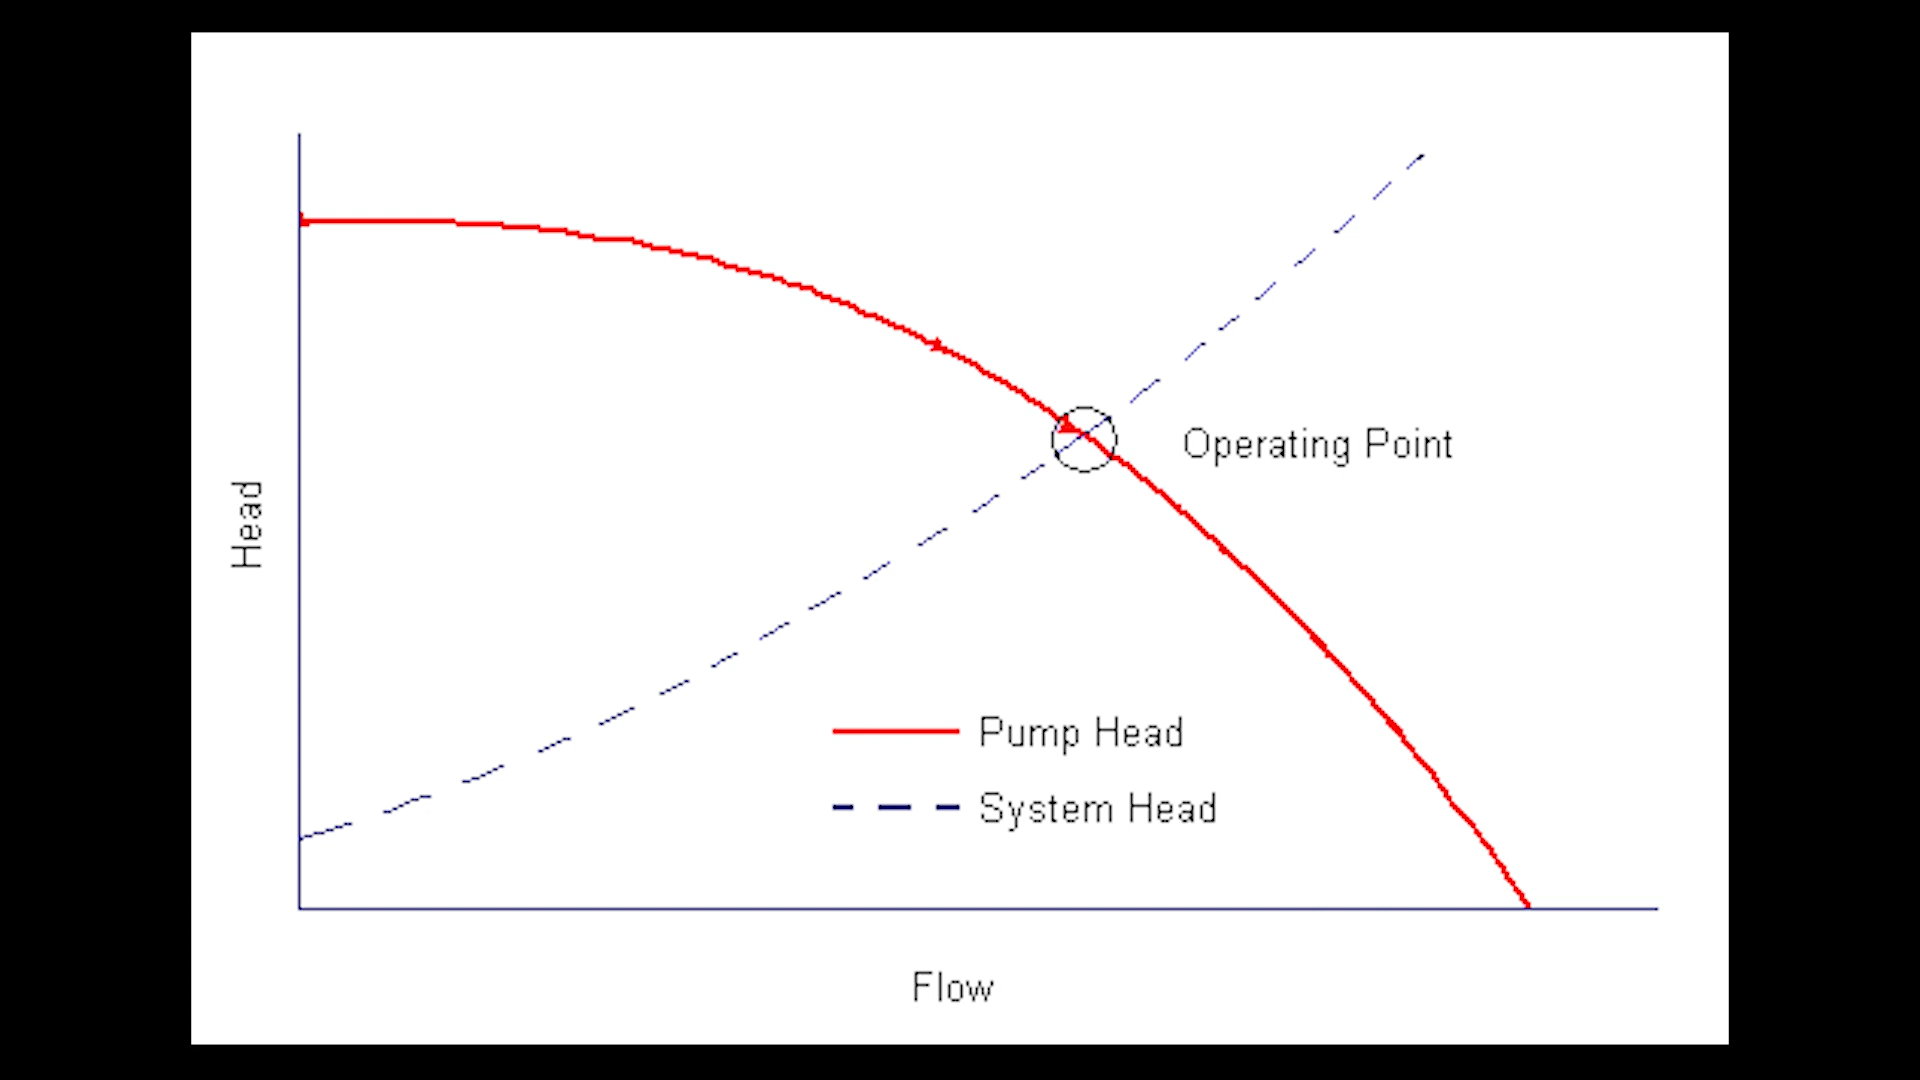 Head
Operating Point
Pump Head
System Head
Flow